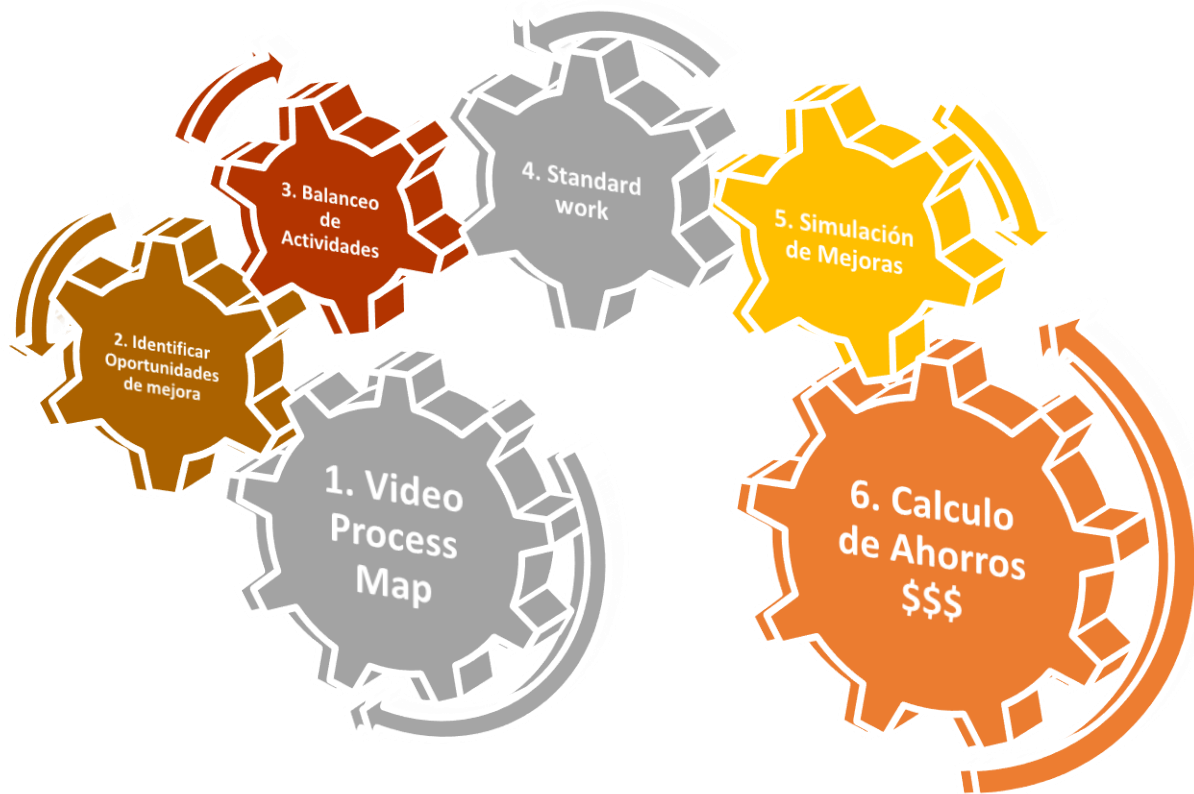 1. Video
Process
Map
2. Identificar
Oportunidades
de mejora
3. Balanceo
de
Actividades
4. Standard
work
5. Simulación
de Mejoras
6. Calculo
de Ahorros
$$$